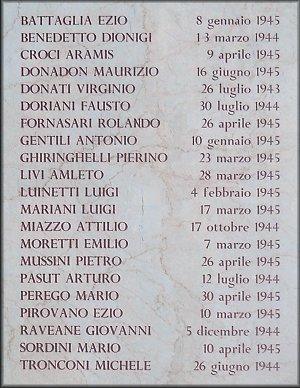 BATTAGLIA EZIO 8 gennaio 1945
BENEDETTO DIONIGI 13 marzo 1944
CROCI ARAMIS 9 aprile 1945
DONADON MAURIZIO 16 giugno 1945
DONATI VIRGINIO 26 luglio 1943
DORIANI FAUSTO 30 luglio 1944
FORNASARI ROLANDO 26 aprile 1945
GENTILI ANTONIO 10 gennaio 1945
GHIRINGHELLI PIERINO 23 marzo 1945
LIVI AMLETO 28 marzo 1945
LUINETTI LUIGI 4 febbraio 1945
MARIANI LUIGI 17 marzo 1945
MIAZZO ATTILIO 17 ottobre 1944
MORETTI EMILIO 7 marzo 1945
MUSSINI PIETRO 26 aprile 1945
PASUT ARTURO 12 luglio 1944
PEREGO MARIO 30 aprile 1945
PIROVANO EZIO 10 marzo 1945
RAVEANE GIOVANNI 5 dicembre 1944
SORDINI MARIO 10 aprile 1945
TRONCONI MICHELE 26 giugno 1944